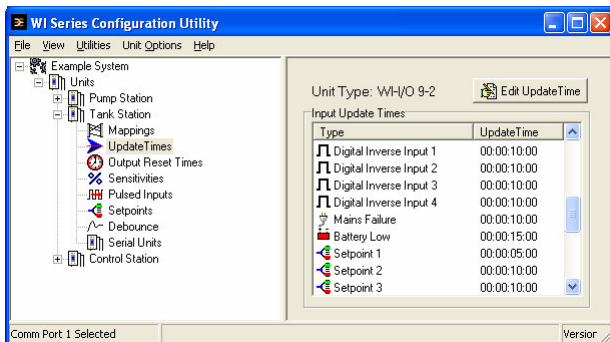 WI Series Configuration Utility
File View Utilities Unit Options Help
Example System
Units
Pump Station
Tank Station
Mappings
UpdateTimes
Output Reset Times
Sensitivities
Pulsed Inputs
Setpoints
Debounce
Serial Units
Control Station
Unit Type: WI-I/O 9-2
Edit UpdateTime
Input Update Times
Type UpdateTime
Digital Inverse Input 1 00:00:10:00
Digital Inverse Input 2 00:00:10:00
Digital Inverse Input 3 00:00:10:00
Digital Inverse Input 4 00:00:10:00
Mains Failure 00:00:10:00
Battery Low 00:00:15:00
Setpoint 1 00:00:05:00
Setpoint 2 00:00:10:00
Setpoint 3 00:00:10:00
Comm Port 1 Selected
Versior